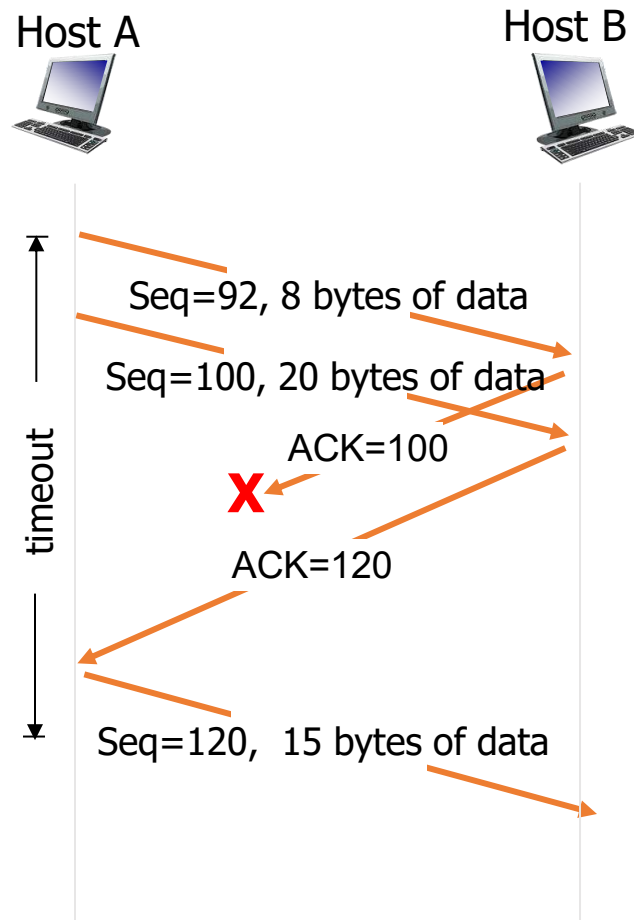 Host A
Host B
Seq=92, 8 bytes of data
Seq=100, 20 bytes of data
ACK=100
X
timeout
ACK=120
Seq=120, 15 bytes of data